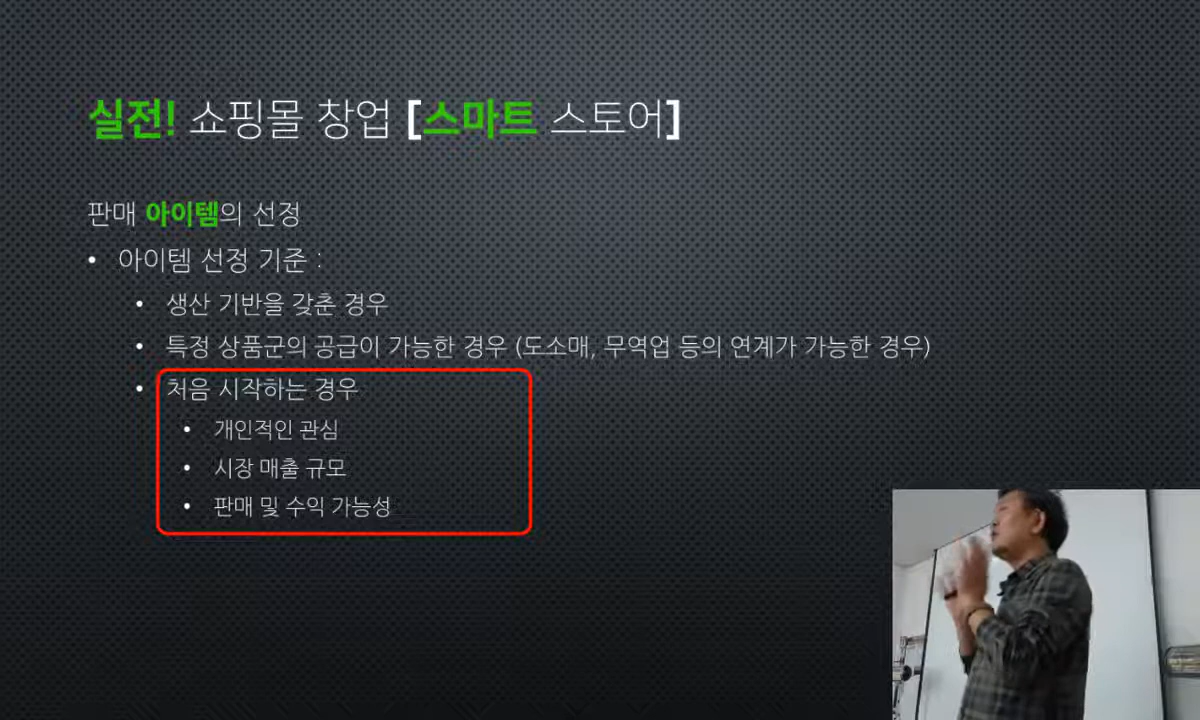 실전! 쇼핑몰 창업 [스마트 스토어]
판매 아이템의 선정
• 아이템 선정 기준 :
• 생산 기반을 갖춘 경우
• 특정 상품군의 공급이 가능한 경우 (도소매, 무역업 등의 연계가 가능한 경우)
• 처음 시작하는 경우
• 개인적인 관심
• 시장 매출 규모
• 판매 및 수익 가능성